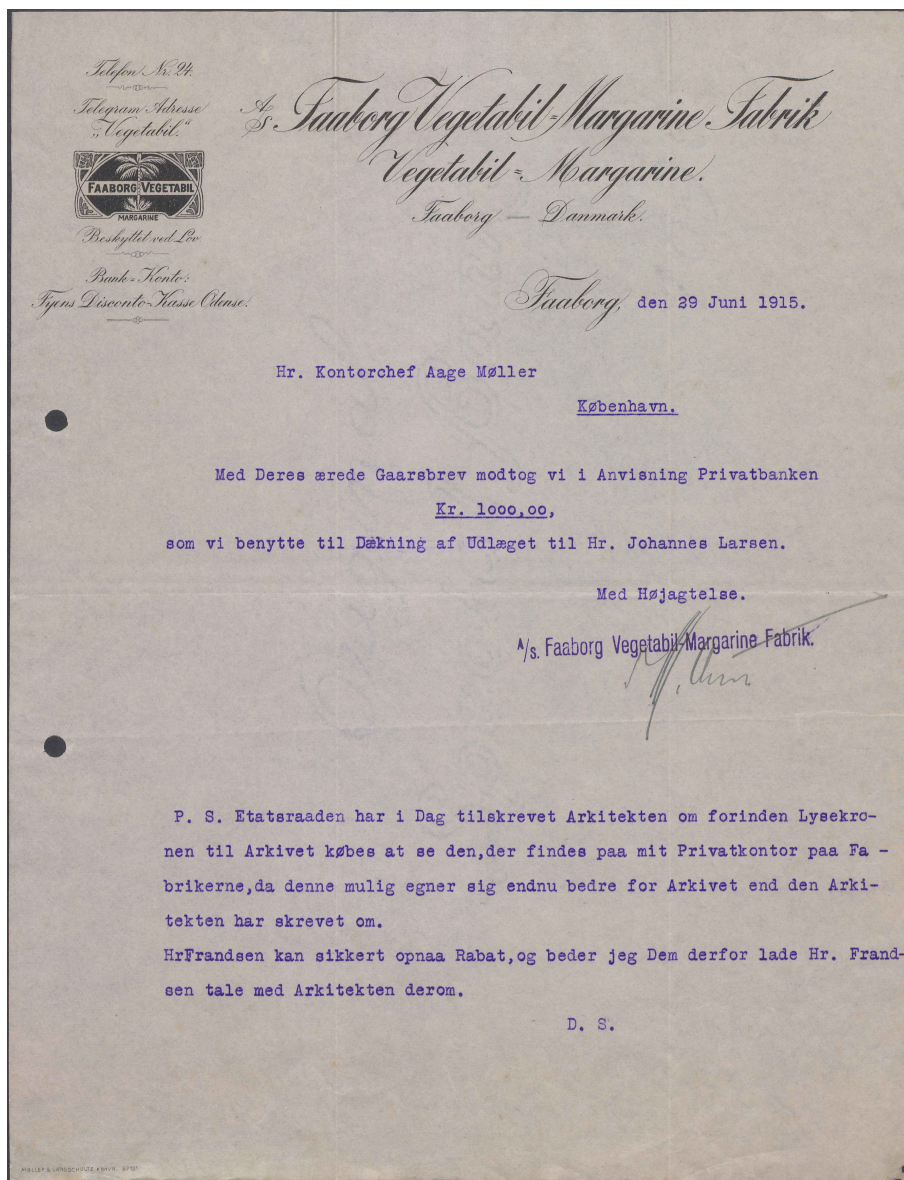 Telefon Nr. 24.
Telegram Adresse
„Vegetabil."
FAABORG VEGETABIL
MARGARINE
Beskyttet ved Lov
Bank=Konto:
Fyens Disconto-Kasse Odense.
A/S Faaborg Vegetabil=Margarine Fabrik
Vegetabil=Margarine.
Faaborg — Danmark.
Faaborg, den 29 Juni 1915.
Hr. Kontorchef Aage Møller
København.
Med Deres ærede Gaarsbrev modtog vi i Anvisning Privatbanken
Kr. 1000,00,
som vi benytte til Dækning af Udlæget til Hr. Johannes Larsen.
Med Højagtelse.
A/s. Faaborg Vegetabil-Margarine Fabrik.
P. S. Etatsraaden har i Dag tilskrevet Arkitekten om forinden Lysekro-
nen til Arkivet købes at se den,der findes paa mit Privatkontor paa Fa -
brikerne,da denne mulig egner sig endnu bedre for Arkivet end den Arki-
tekten har skrevet om.
HrFrandsen kan sikkert opnaa Rabat,og beder jeg Dem derfor lade Hr. Frand-
sen tale med Arkitekten derom.
D. S.